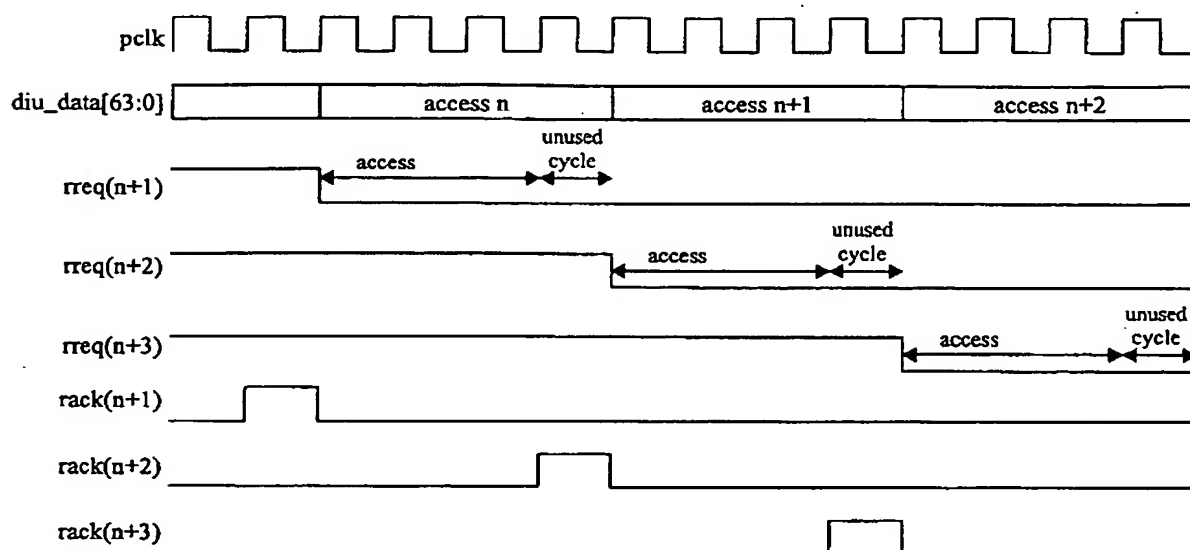 pclk
diu_data[63:0]
access n
access n+1
access n+2
rreq(n+1)
access
unused
cycle
rreq(n+2)
access
unused
cycle
rreq(n+3)
access
unused
cycle
rack(n+1)
rack(n+2)
rack(n+3)